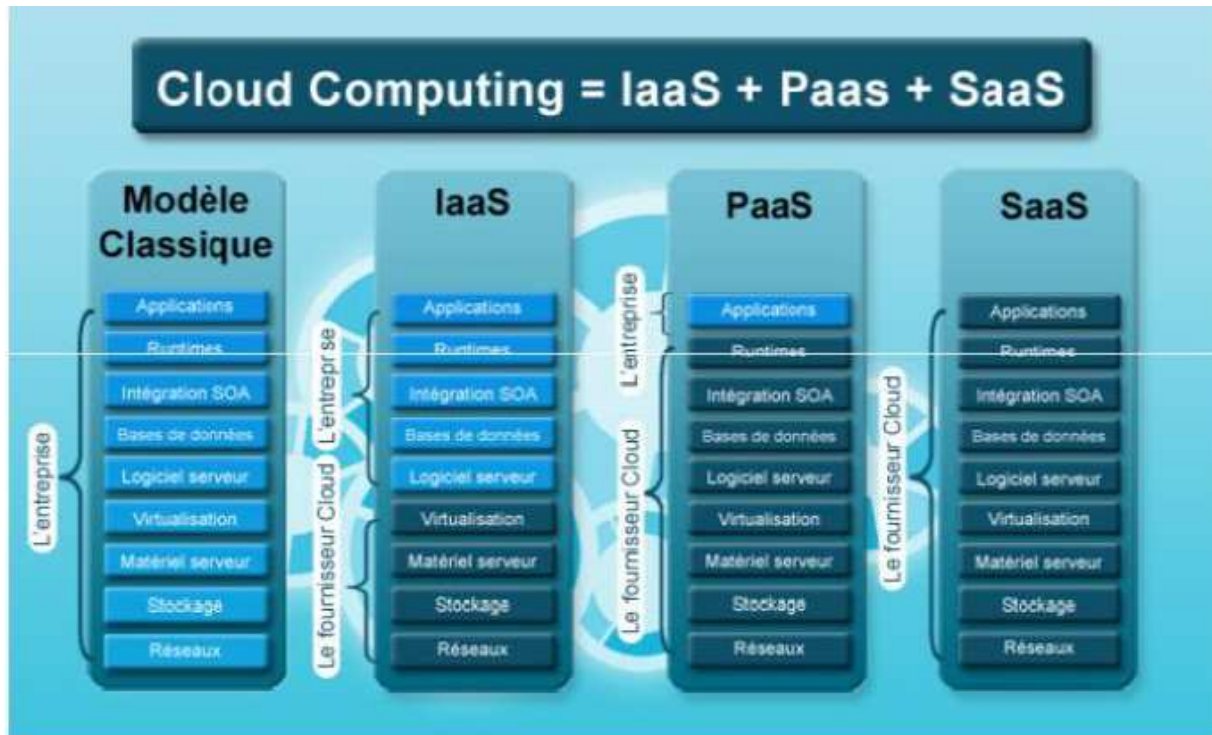 Cloud Computing = IaaS + Paas + SaaS
Modèle
Classique
L'entreprise
Applications
Runtimes
Intégration SOA
Bases de données
Logiciel serveur
Virtualisation
Matériel serveur
Stockage
Réseaux
IaaS
L'entreprise
Le fournisseur Cloud
Applications
Runtimes
Intégration SOA
Bases de données
Logiciel serveur
Virtualisation
Matériel serveur
Stockage
Réseaux
PaaS
L'entreprise
Le fournisseur Cloud
Applications
Runtimes
Intégration SOA
Bases de données
Logiciel serveur
Virtualisation
Matériel serveur
Stockage
Réseaux
SaaS
Le fournisseur Cloud
Applications
Runtimes
Intégration SOA
Bases de données
Logiciel serveur
Virtualisation
Matériel serveur
Stockage
Réseaux